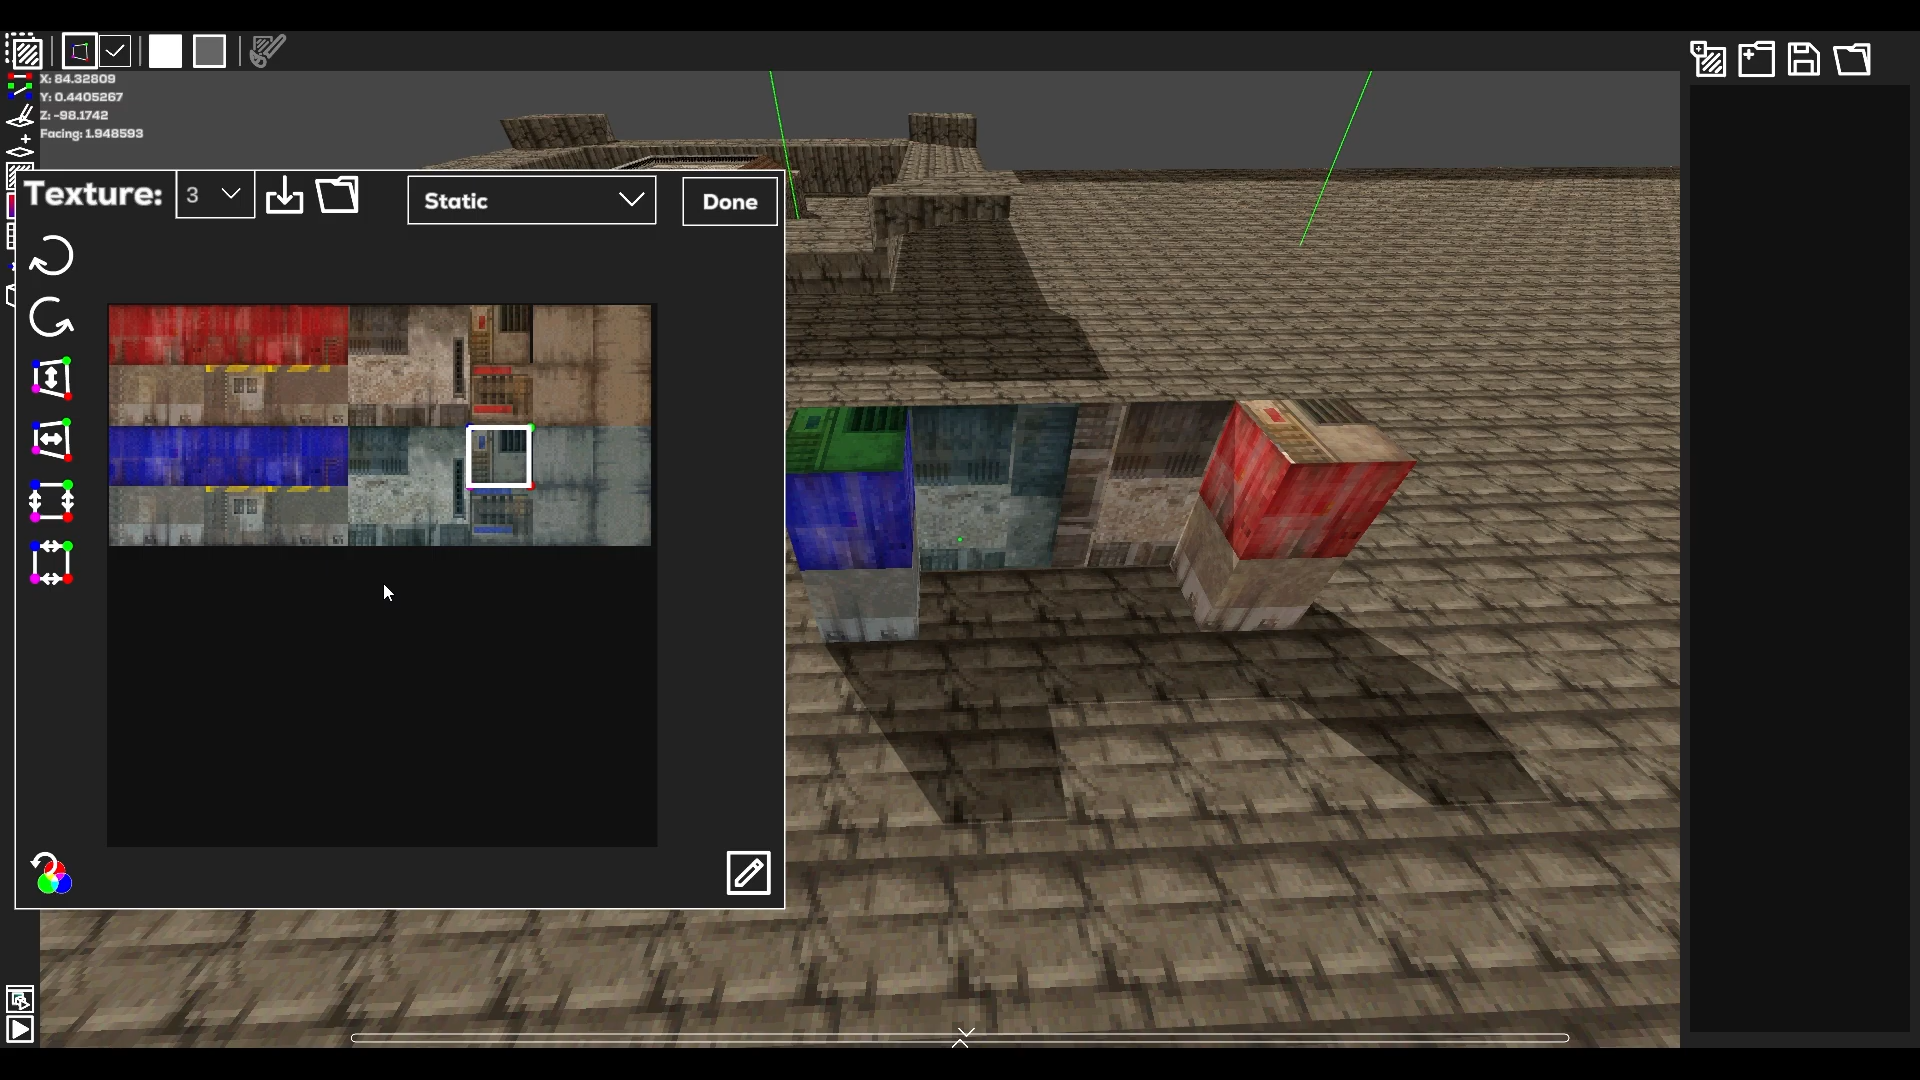 X: 84.32809
Y: 0.4405267
Z: -98.1742
Facing: 1.948593
Texture: 3 Static Done